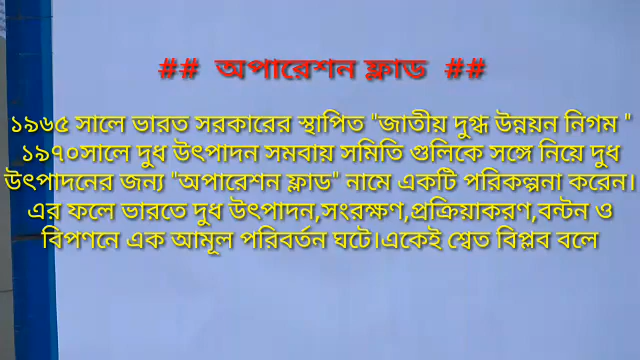 ## অপারেশন ফ্লাড ##
১৯৬৫ সালে ভারত সরকারের স্থাপিত "জাতীয় দুগ্ধ উন্নয়ন নিগম "
১৯৭০সালে দুধ উৎপাদন সমবায় সমিতি গুলিকে সঙ্গে নিয়ে দুধ
উৎপাদনের জন্য "অপারেশন ফ্লাড" নামে একটি পরিকল্পনা করেন।
এর ফলে ভারতে দুধ উৎপাদন,সংরক্ষণ,প্রক্রিয়াকরণ,বন্টন ও
বিপণনে এক আমূল পরিবর্তন ঘটে।একেই শ্বেত বিপ্লব বলে